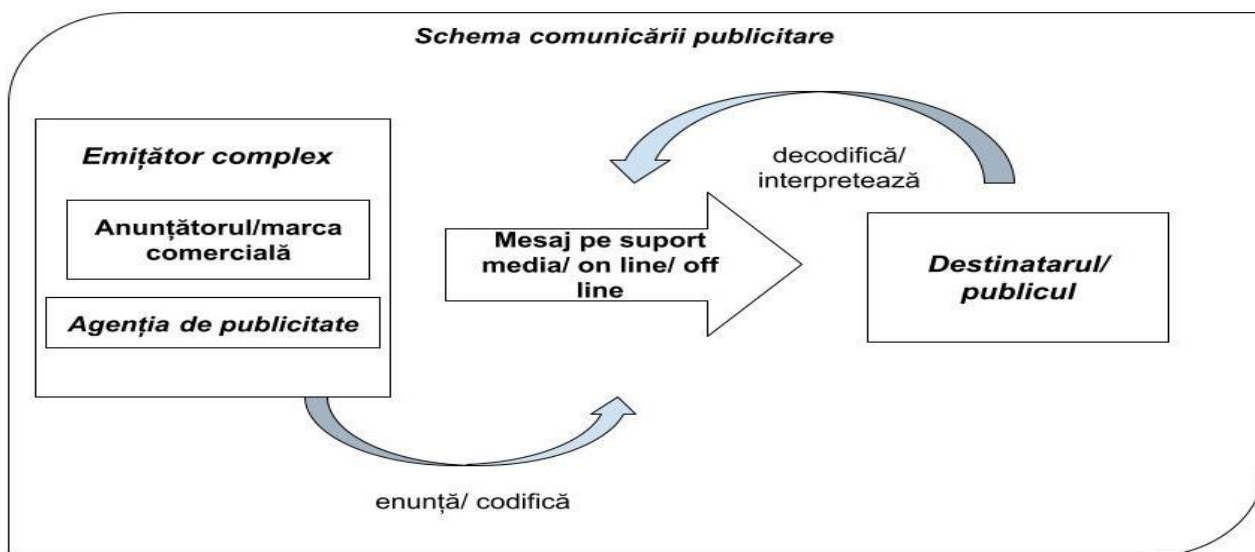 Schema comunicării publicitare
Emițător complex
Anunțătorul/marca
comercială
Agenția de publicitate
Mesaj pe suport
media/ on line/ off
line
decodifică/
interpretează
Destinatarul/
publicul
enunță/ codifică